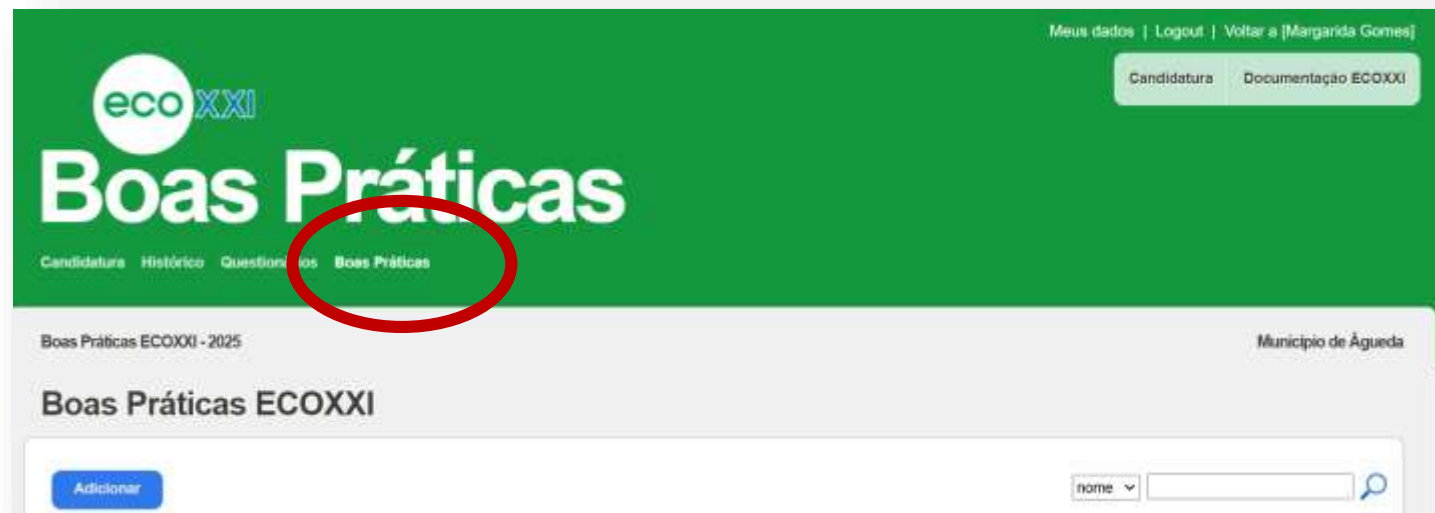 Meus dados | Logout | Voltar a [Margarida Gomes]
Candidatura Documentação ECOXXI
eco XXI
Boas Práticas
Candidatura Histórico Questionários Boas Práticas
Boas Práticas ECOXXI - 2025 Município de Águeda
Boas Práticas ECOXXI
Adicionar nome